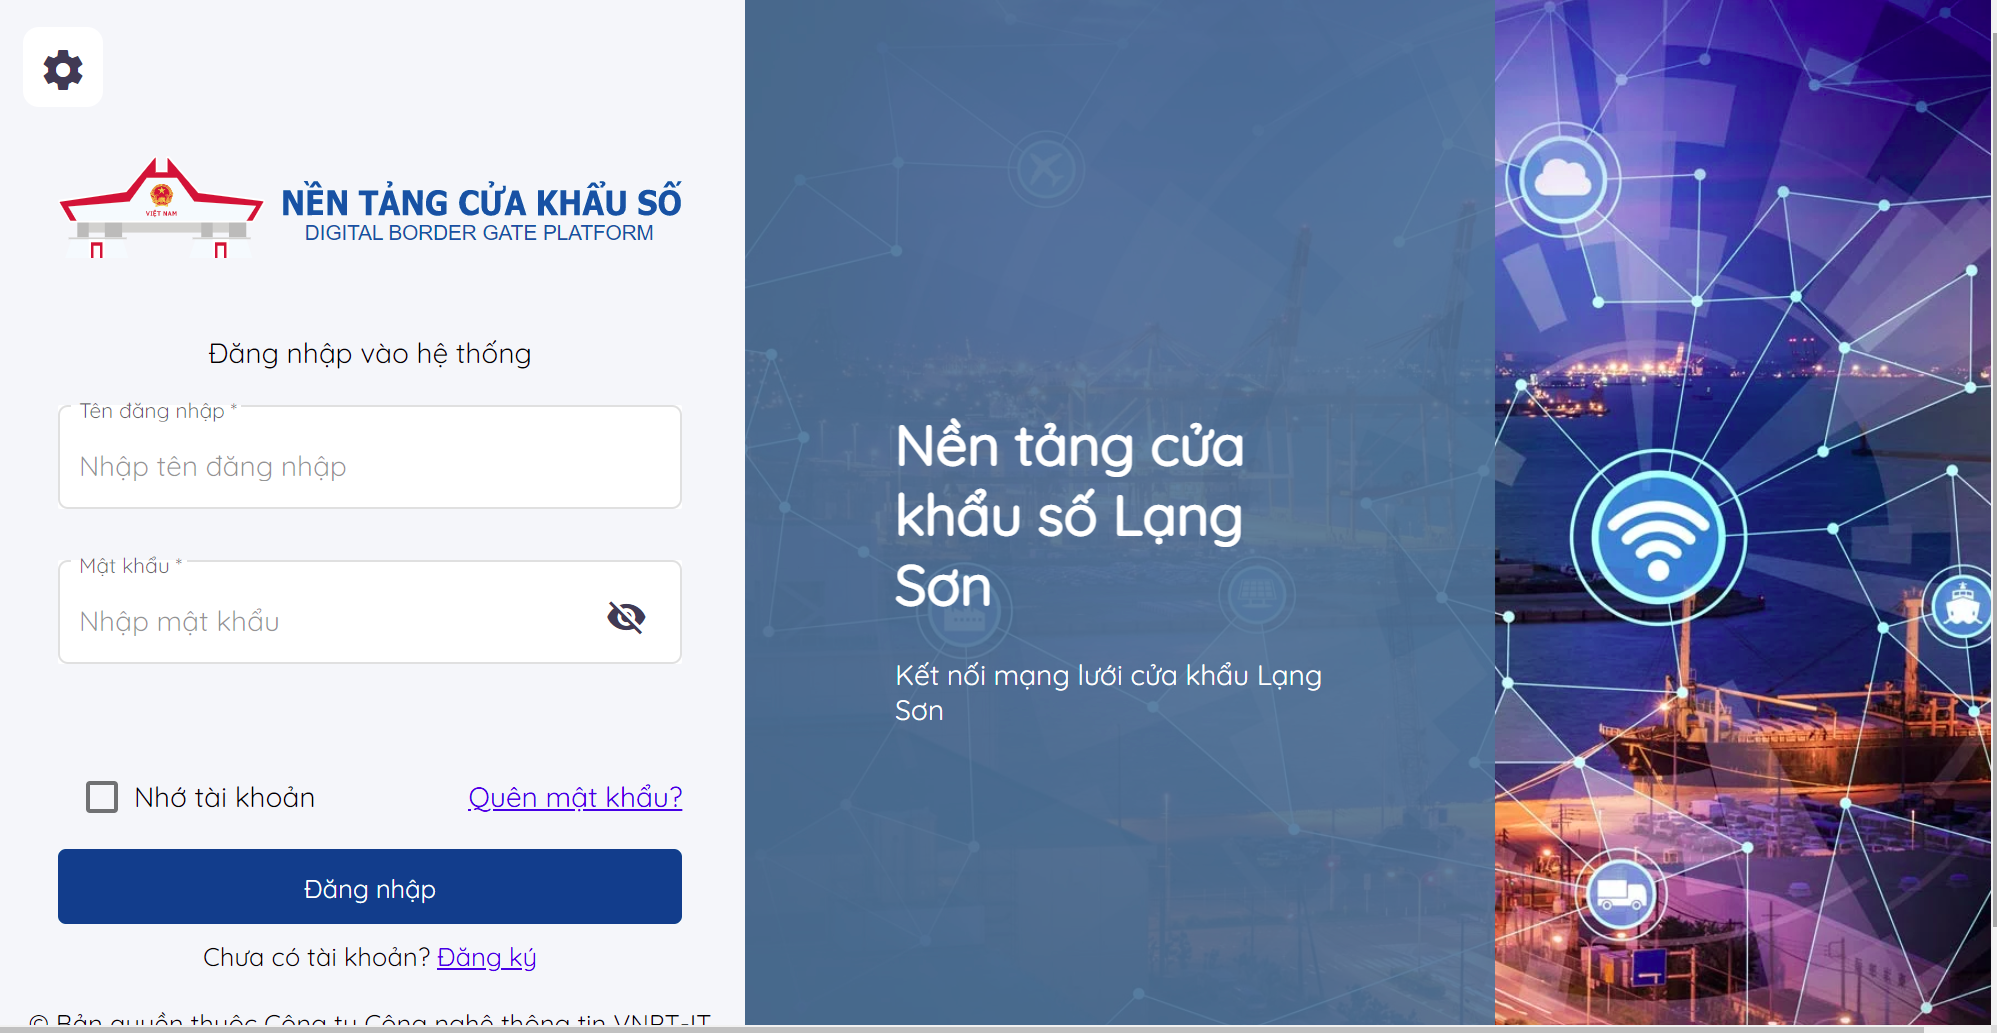 VIỆT NAM
NỀN TẢNG CỬA KHẨU SỐ
DIGITAL BORDER GATE PLATFORM
Đăng nhập vào hệ thống
Tên đăng nhập *
Nhập tên đăng nhập
Mật khẩu *
Nhập mật khẩu
Nhớ tài khoản
Quên mật khẩu?
Đăng nhập
Chưa có tài khoản? Đăng ký
© Bản quyền thuộc Công ty Công nghệ thông tin VNPT-IT
Nền tảng cửa
khẩu số Lạng
Sơn
Kết nối mạng lưới cửa khẩu Lạng
Sơn